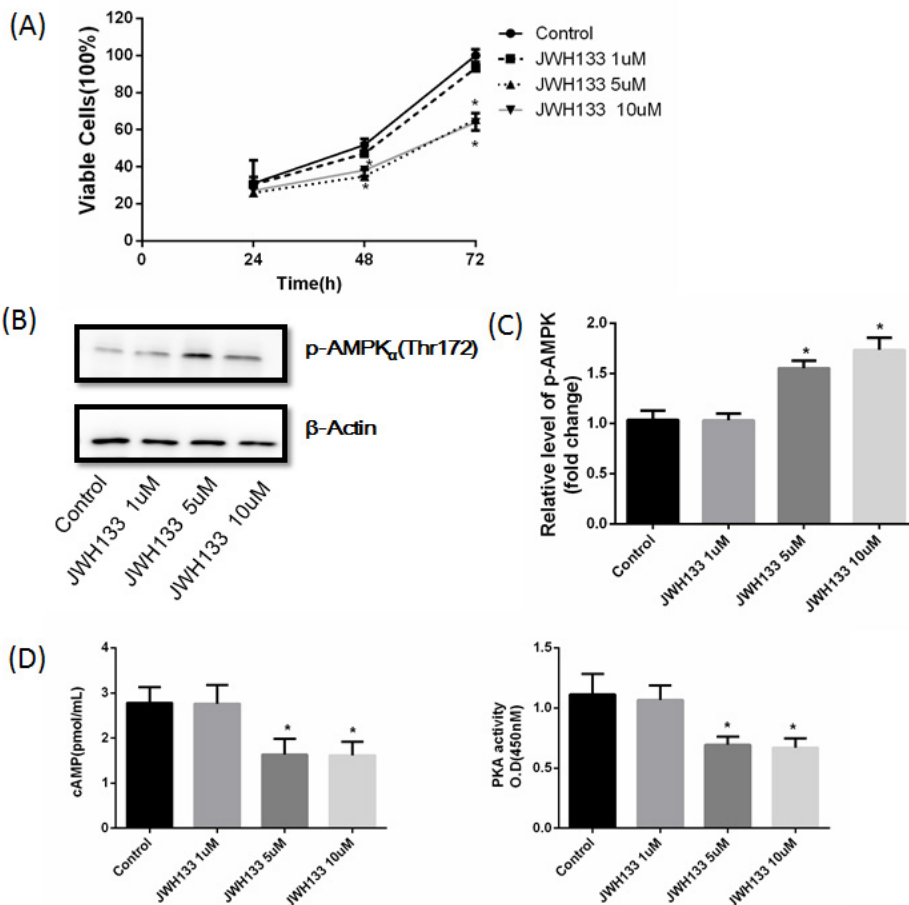 (A)
Viable Cells(100%)
120
100
80
60
40
20
0
0
24
48
72
Time(h)
*
*
*
*
Control
JWH133 1uM
JWH133 5uM
JWH133 10uM
(B)
p-AMPKα(Thr172)
β-Actin
Control
JWH133 1uM
JWH133 5uM
JWH133 10uM
(C)
Relative level of p-AMPK
(fold change)
2.0
1.5
1.0
0.5
0.0
*
*
Control
JWH133 1uM
JWH133 5uM
JWH133 10uM
(D)
cAMP(pmol/mL)
4
3
2
1
0
*
*
Control
JWH133 1uM
JWH133 5uM
JWH133 10uM
PKA activity
O.D(450nM)
1.5
1.0
0.5
0.0
*
*
Control
JWH133 1uM
JWH133 5uM
JWH133 10uM